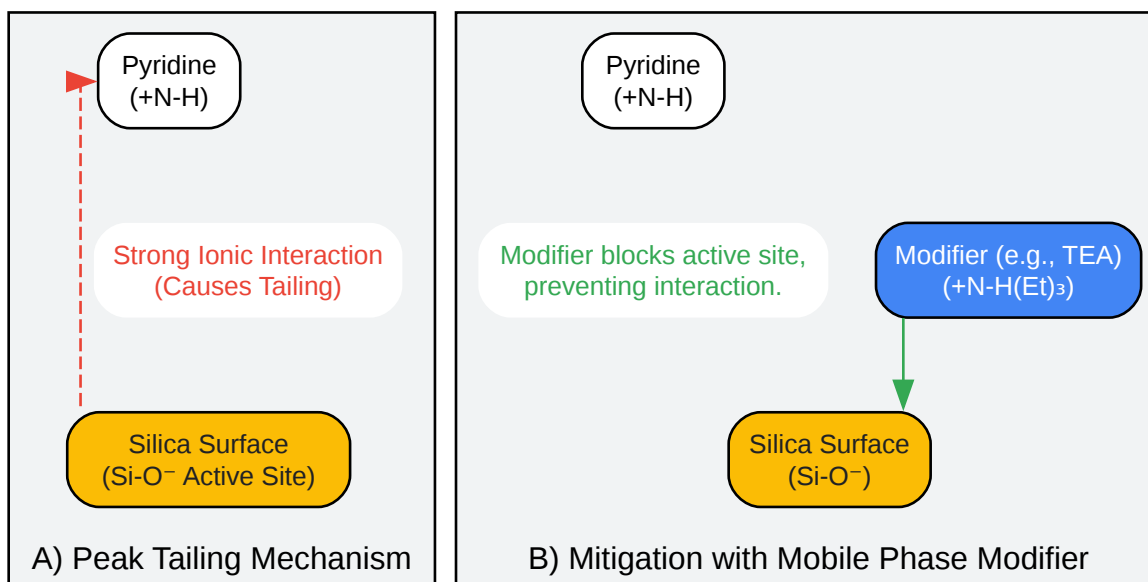 Pyridine
(+N-H)
Strong Ionic Interaction
(Causes Tailing)
Silica Surface
(Si-O⁻ Active Site)
A) Peak Tailing Mechanism
Pyridine
(+N-H)
Modifier blocks active site,
preventing interaction.
Modifier (e.g., TEA)
(+N-H(Et)₃)
Silica Surface
(Si-O⁻)
B) Mitigation with Mobile Phase Modifier